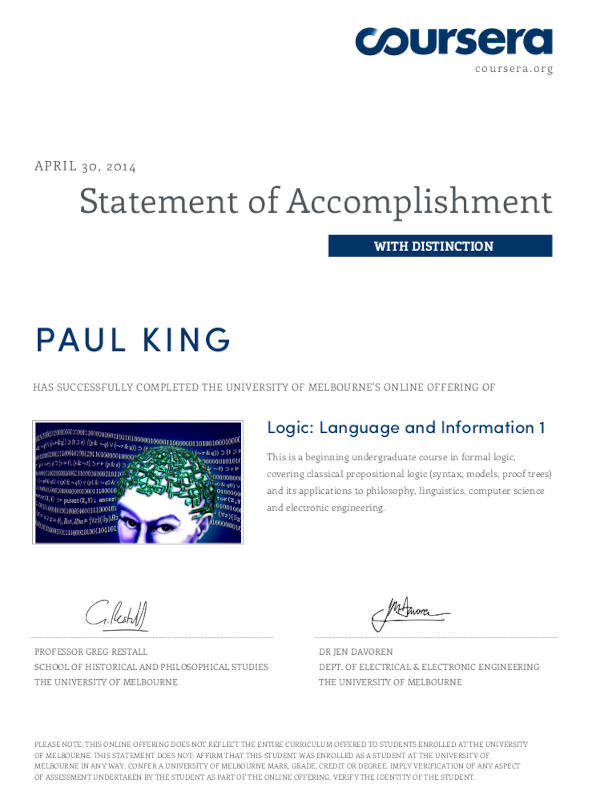 coursera
coursera.org
APRIL 30, 2014
Statement of Accomplishment
WITH DISTINCTION
PAUL KING
HAS SUCCESSFULLY COMPLETED THE UNIVERSITY OF MELBOURNE'S ONLINE OFFERING OF
Logic: Language and Information 1
This is a beginning undergraduate course in formal logic,
covering classical propositional logic (syntax, models, proof trees)
and its applications to philosophy, linguistics, computer science
and electronic engineering.
G. Restall
JMDavoren
PROFESSOR GREG RESTALL
SCHOOL OF HISTORICAL AND PHILOSOPHICAL STUDIES
THE UNIVERSITY OF MELBOURNE
DR JEN DAVOREN
DEPT. OF ELECTRICAL & ELECTRONIC ENGINEERING
THE UNIVERSITY OF MELBOURNE
PLEASE NOTE: THIS ONLINE OFFERING DOES NOT REFLECT THE ENTIRE CURRICULUM OFFERED TO STUDENTS ENROLLED AT THE UNIVERSITY
OF MELBOURNE. THIS STATEMENT DOES NOT: AFFIRM THAT THIS STUDENT WAS ENROLLED AS A STUDENT AT THE UNIVERSITY OF
MELBOURNE IN ANY WAY. CONFER A UNIVERSITY OF MELBOURNE MARK, GRADE, CREDIT OR DEGREE. IMPLY VERIFICATION OF ANY ASPECT
OF ASSESSMENT UNDERTAKEN BY THE STUDENT AS PART OF THE ONLINE OFFERING. VERIFY THE IDENTITY OF THE STUDENT.